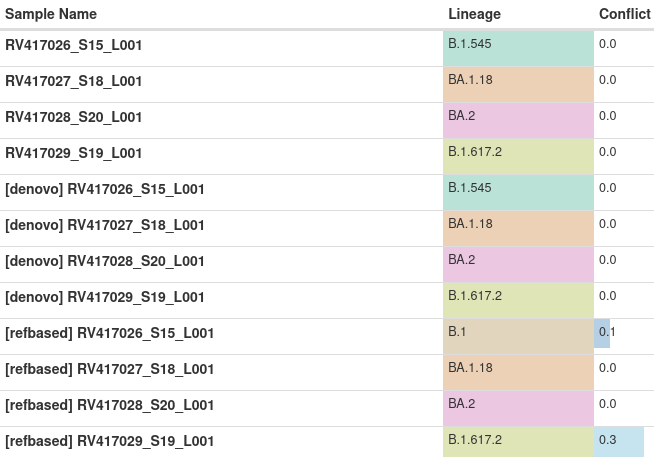 Sample Name Lineage Conflict
RV417026_S15_L001 B.1.545 0.0
RV417027_S18_L001 BA.1.18 0.0
RV417028_S20_L001 BA.2 0.0
RV417029_S19_L001 B.1.617.2 0.0
[denovo] RV417026_S15_L001 B.1.545 0.0
[denovo] RV417027_S18_L001 BA.1.18 0.0
[denovo] RV417028_S20_L001 BA.2 0.0
[denovo] RV417029_S19_L001 B.1.617.2 0.0
[refbased] RV417026_S15_L001 B.1 0.1
[refbased] RV417027_S18_L001 BA.1.18 0.0
[refbased] RV417028_S20_L001 BA.2 0.0
[refbased] RV417029_S19_L001 B.1.617.2 0.3